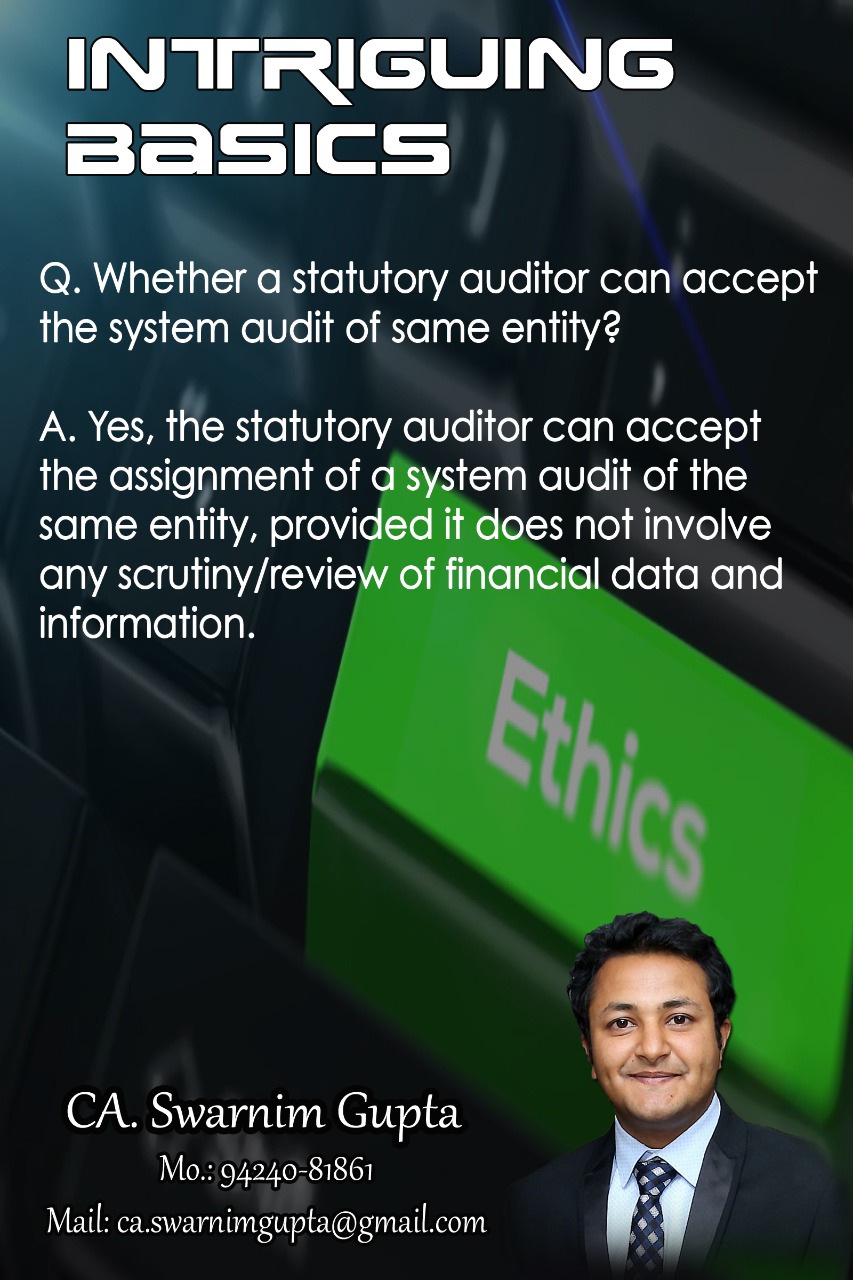 INTRIGUING
BASICS
Q. Whether a statutory auditor can accept
the system audit of same entity?
A. Yes, the statutory auditor can accept
the assignment of a system audit of the
same entity, provided it does not involve
any scrutiny/review of financial data and
information.
Ethics
CA. Swarnim Gupta
Mo.: 94240-81861
Mail: ca.swarnimgupta@gmail.com